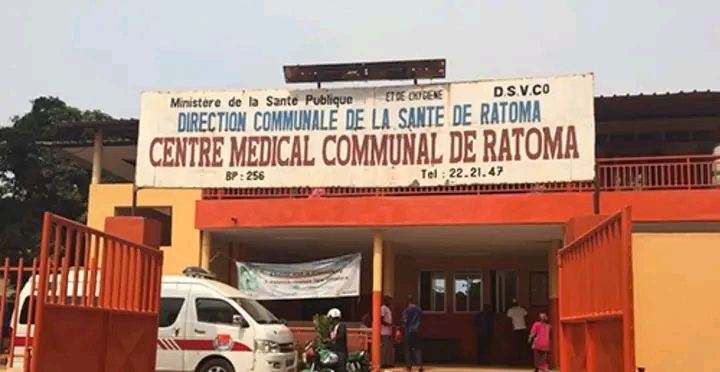 Ministère de la Santé Publique ET DE L'HYGIENE D.S.V.Co
DIRECTION COMMUNALE DE LA SANTE DE RATOMA
CENTRE MEDICAL COMMUNAL DE RATOMA
BP : 256 Tel : 22-21-47